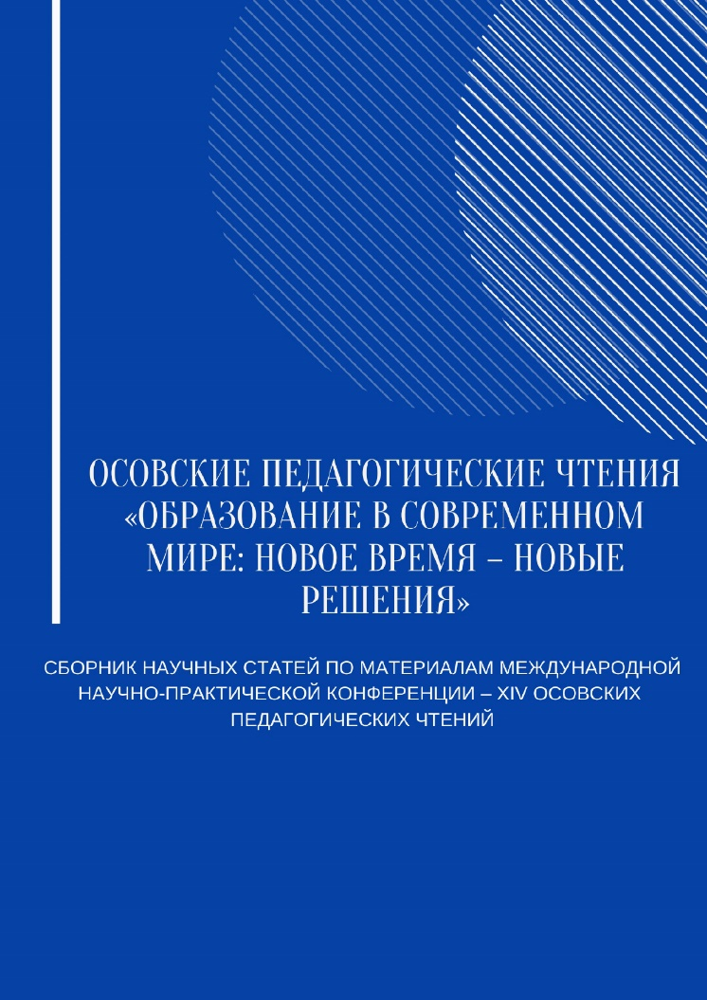 ОСОВСКИЕ ПЕДАГОГИЧЕСКИЕ ЧТЕНИЯ
«ОБРАЗОВАНИЕ В СОВРЕМЕННОМ
МИРЕ: НОВОЕ ВРЕМЯ – НОВЫЕ
РЕШЕНИЯ»
СБОРНИК НАУЧНЫХ СТАТЕЙ ПО МАТЕРИАЛАМ МЕЖДУНАРОДНОЙ
НАУЧНО-ПРАКТИЧЕСКОЙ КОНФЕРЕНЦИИ – XIV ОСОВСКИХ
ПЕДАГОГИЧЕСКИХ ЧТЕНИЙ